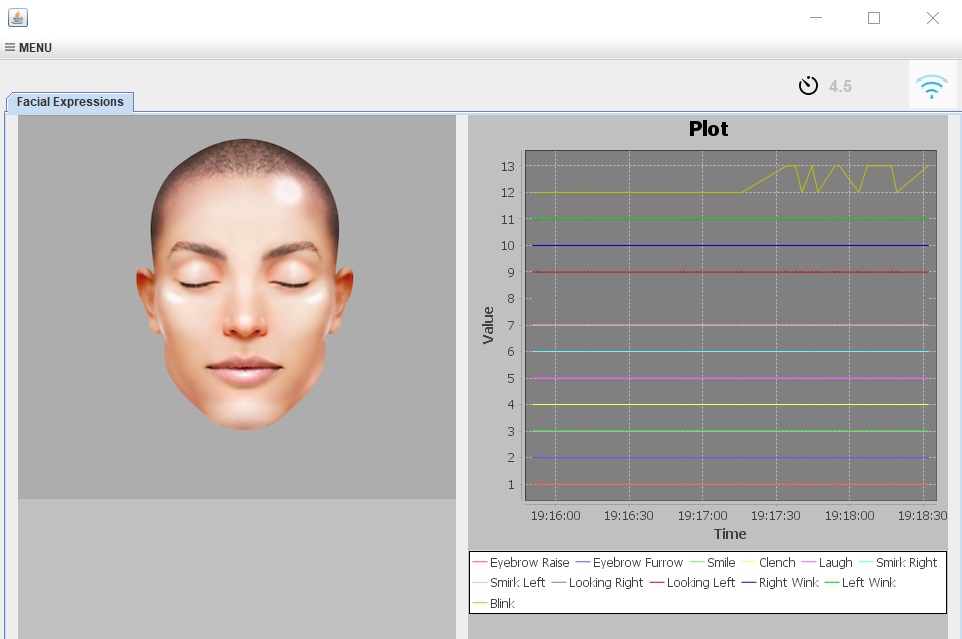 MENU
4.5
Facial Expressions
Plot
13
12
11
10
9
8
7
6
5
4
3
2
1
Value
19:16:00 19:16:30 19:17:00 19:17:30 19:18:00 19:18:30
Time
Eyebrow Raise Eyebrow Furrow Smile Clench Laugh Smirk Right
Smirk Left Looking Right Looking Left Right Wink Left Wink
Blink